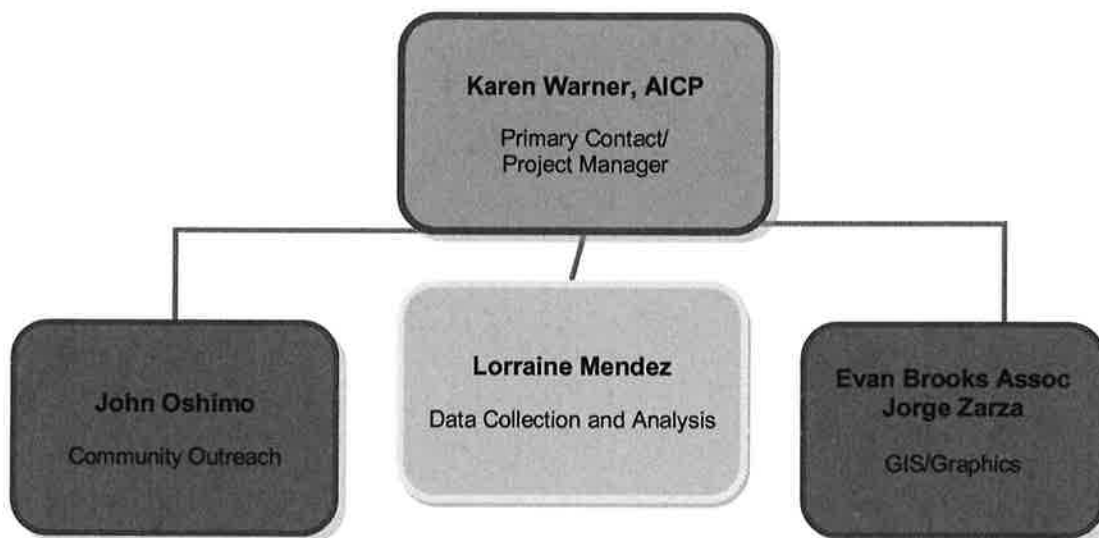 Karen Warner, AICP
Primary Contact/
Project Manager
John Oshimo
Community Outreach
Lorraine Mendez
Data Collection and Analysis
Evan Brooks Assoc
Jorge Zarza
GIS/Graphics